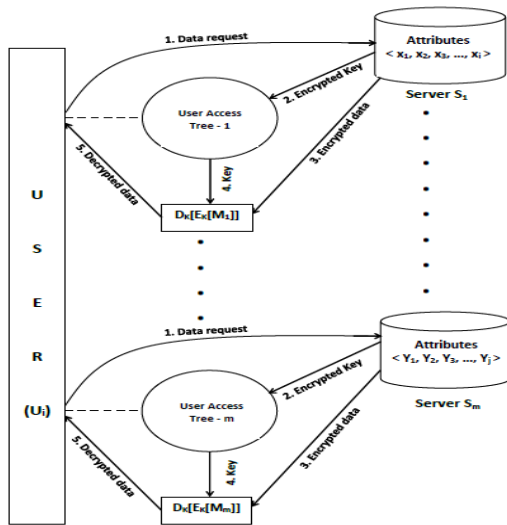 1. Data request
Attributes
< x₁, x₂, x₃, ..., xᵢ >
2. Encrypted Key
Server S₁
User Access
Tree - 1
3. Encrypted data
5. Decrypted data
4. Key
Dₖ[Eₖ[M₁]]
U
S
E
R
(Uᵢ)
1. Data request
Attributes
< Y₁, Y₂, Y₃, ..., Yⱼ >
2. Encrypted Key
Server Sₘ
User Access
Tree - m
3. Encrypted data
5. Decrypted data
4. Key
Dₖ[Eₖ[Mₘ]]